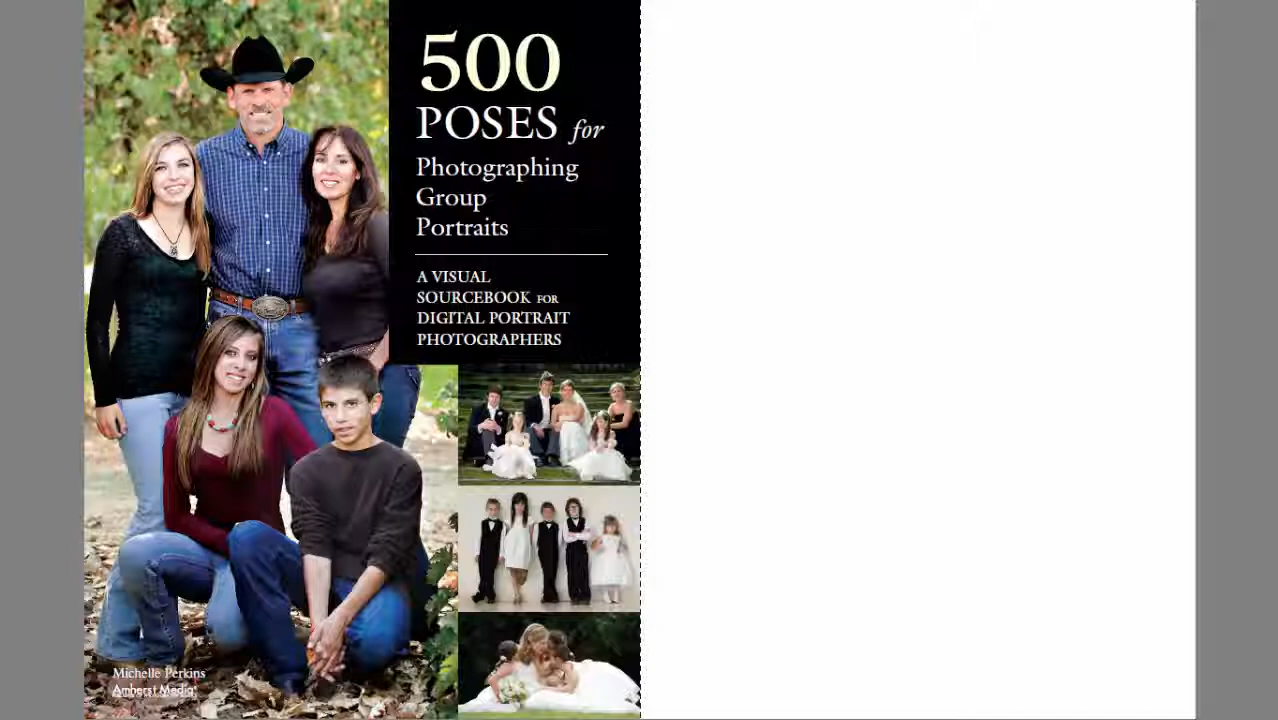 500
POSES for
Photographing
Group
Portraits
A VISUAL
SOURCEBOOK FOR
DIGITAL PORTRAIT
PHOTOGRAPHERS
Michelle Perkins
Amherst Media®